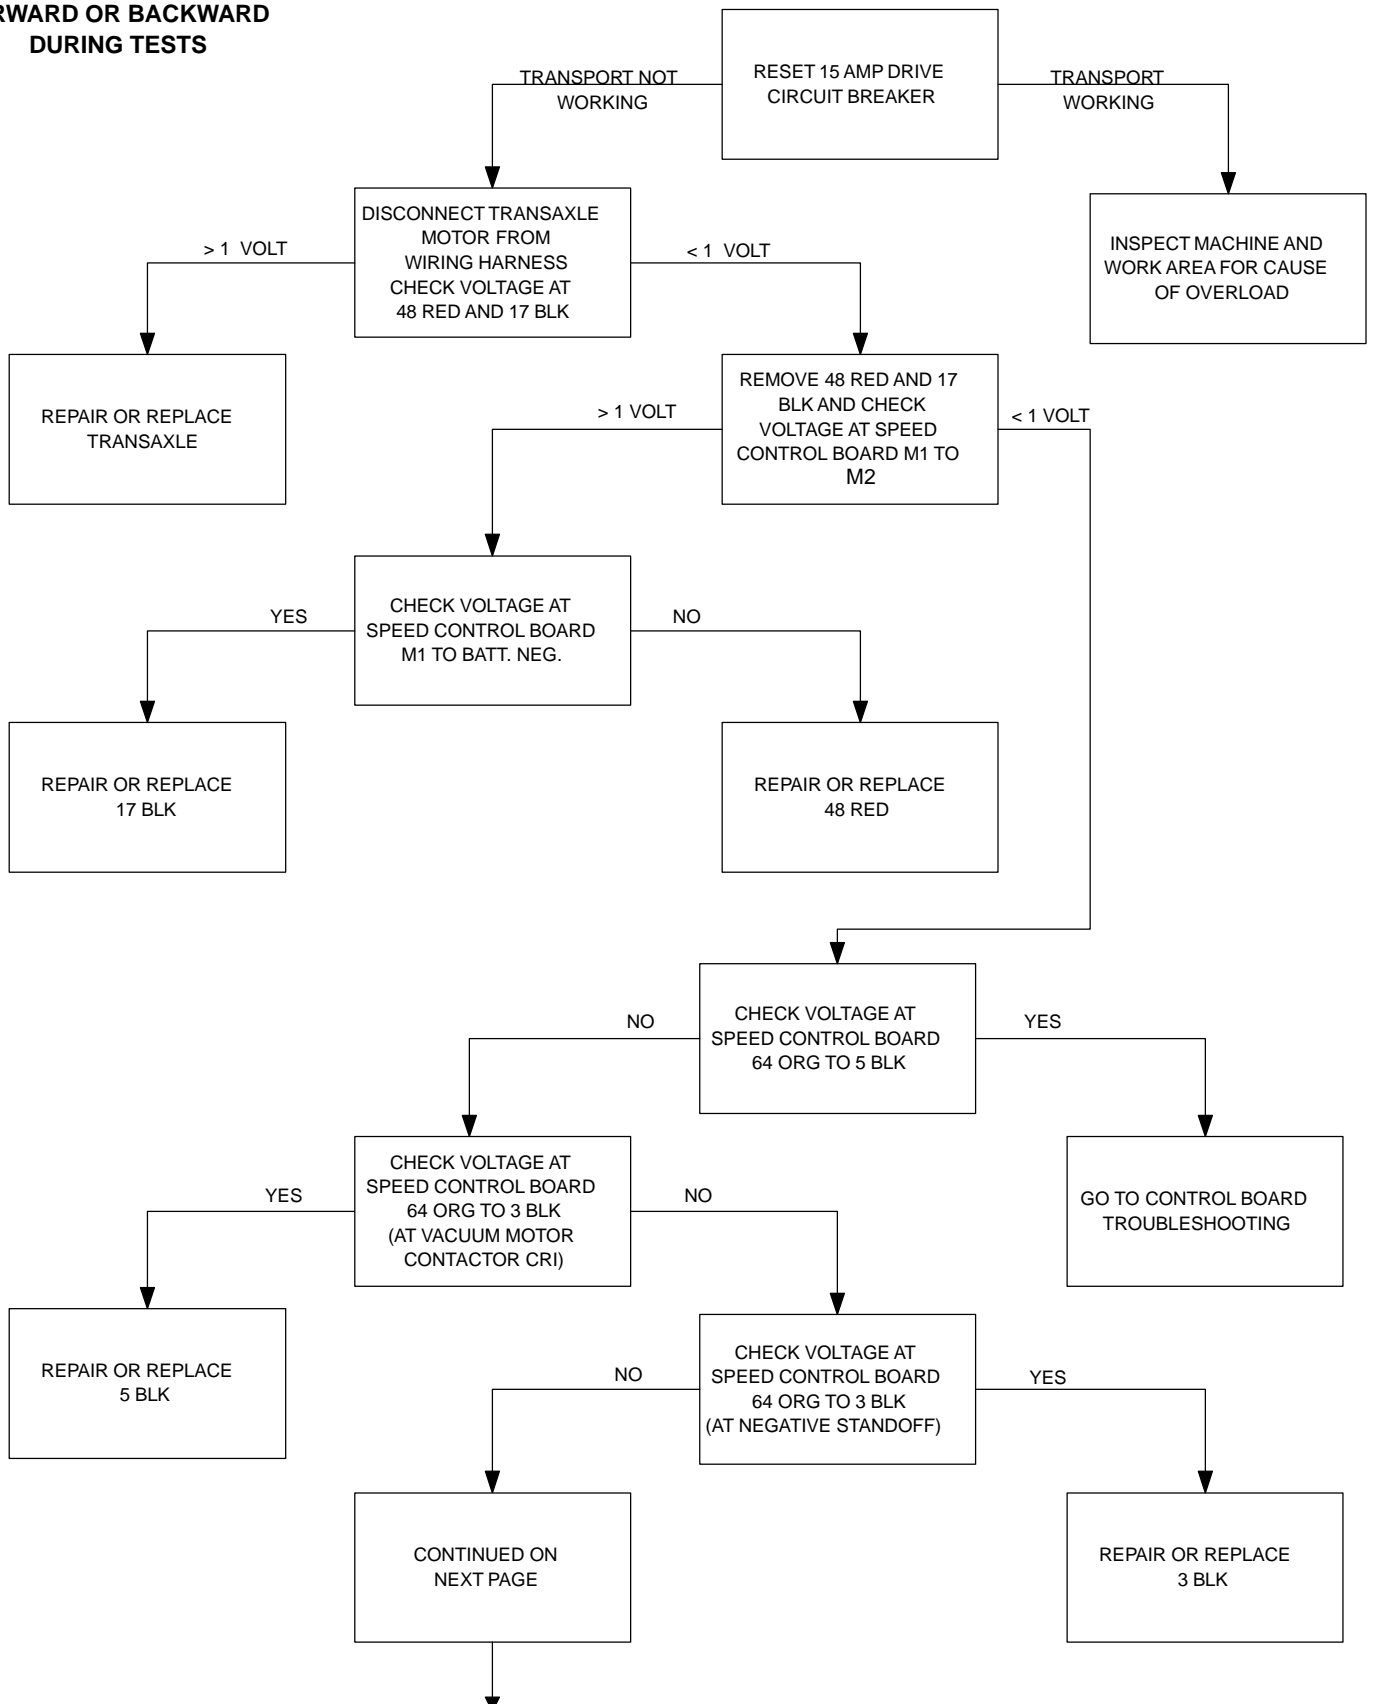 OR BACKWARD
DURING TESTS
RESET 15 AMP DRIVE
CIRCUIT BREAKER
TRANSPORT NOT
WORKING
TRANSPORT
WORKING
DISCONNECT TRANSAXLE
MOTOR FROM
WIRING HARNESS
CHECK VOLTAGE AT
48 RED AND 17 BLK
> 1 VOLT
< 1 VOLT
INSPECT MACHINE AND
WORK AREA FOR CAUSE
OF OVERLOAD
REPAIR OR REPLACE
TRANSAXLE
REMOVE 48 RED AND 17
BLK AND CHECK
VOLTAGE AT SPEED
CONTROL BOARD M1 TO
M2
> 1 VOLT
< 1 VOLT
CHECK VOLTAGE AT
SPEED CONTROL BOARD
M1 TO BATT. NEG.
YES
NO
REPAIR OR REPLACE
17 BLK
REPAIR OR REPLACE
48 RED
CHECK VOLTAGE AT
SPEED CONTROL BOARD
64 ORG TO 5 BLK
NO
YES
CHECK VOLTAGE AT
SPEED CONTROL BOARD
64 ORG TO 3 BLK
(AT VACUUM MOTOR
CONTACTOR CRI)
YES
NO
GO TO CONTROL BOARD
TROUBLESHOOTING
REPAIR OR REPLACE
5 BLK
CHECK VOLTAGE AT
SPEED CONTROL BOARD
64 ORG TO 3 BLK
(AT NEGATIVE STANDOFF)
NO
YES
CONTINUED ON
NEXT PAGE
REPAIR OR REPLACE
3 BLK